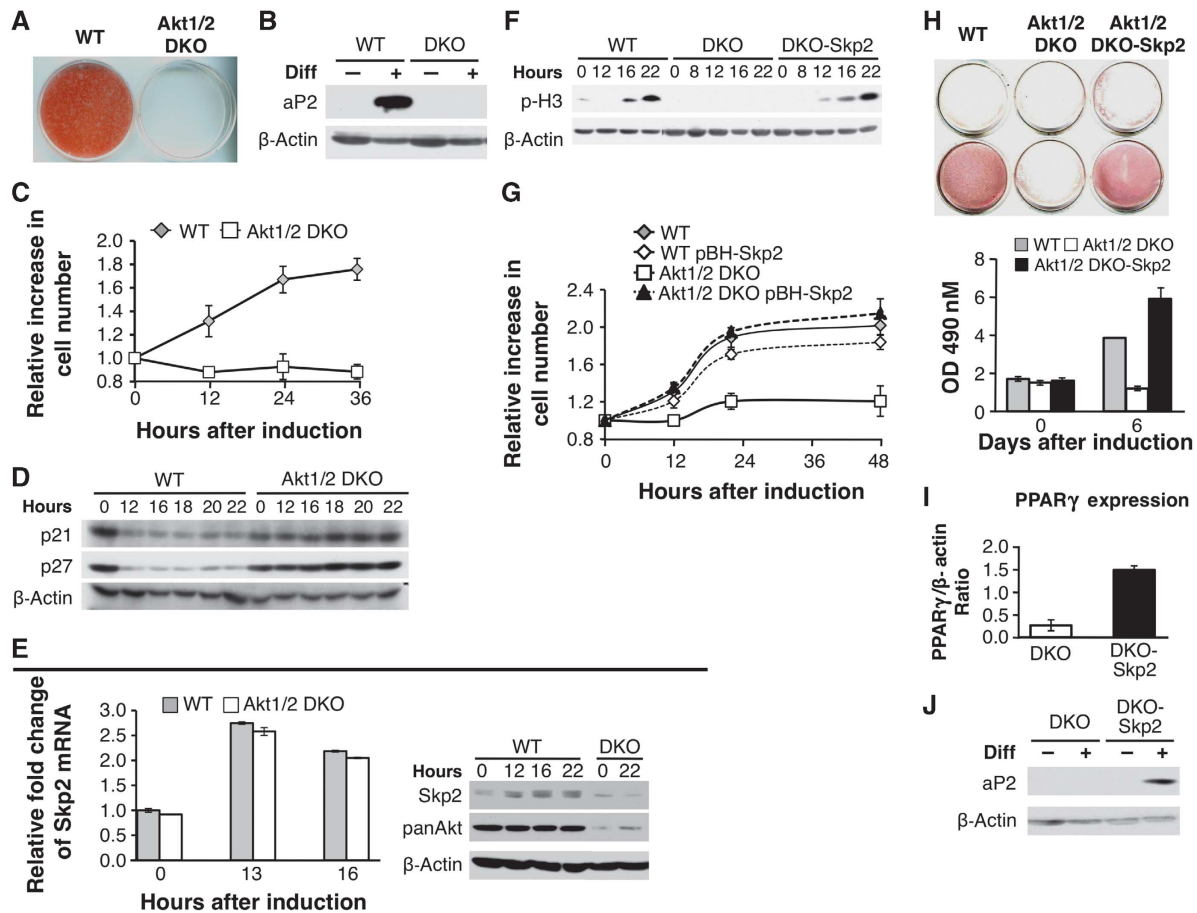 A
WT
Akt1/2
DKO
B
WT DKO
Diff – + – +
aP2
β-Actin
C
WT Akt1/2 DKO
Relative increase in
cell number
2.0
1.8
1.6
1.4
1.2
1.0
0.8
0 12 24 36
Hours after induction
D
WT Akt1/2 DKO
Hours 0 12 16 18 20 22 0 12 16 18 20 22
p21
p27
β-Actin
E
Relative fold change
of Skp2 mRNA
WT Akt1/2 DKO
3.0
2.5
2.0
1.5
1.0
0.5
0.0
0 13 16
Hours after induction
WT DKO
Hours 0 12 16 22 0 22
Skp2
panAkt
β-Actin
F
WT DKO DKO-Skp2
Hours 0 12 16 22 0 8 12 16 22 0 8 12 16 22
p-H3
β-Actin
G
WT
WT pBH-Skp2
Akt1/2 DKO
Akt1/2 DKO pBH-Skp2
Relative increase in
cell number
2.4
2.0
1.6
1.2
0.8
0 12 24 36 48
Hours after induction
H
WT
Akt1/2
DKO
Akt1/2
DKO-Skp2
WT Akt1/2 DKO
Akt1/2 DKO-Skp2
OD 490 nM
8
6
4
2
0
0 6
Days after induction
I
PPARγ expression
PPARγ/β- actin
Ratio
2.0
1.5
1.0
0.5
0.0
DKO
DKO-
Skp2
J
DKO
DKO-
Skp2
Diff – + – +
aP2
β-Actin